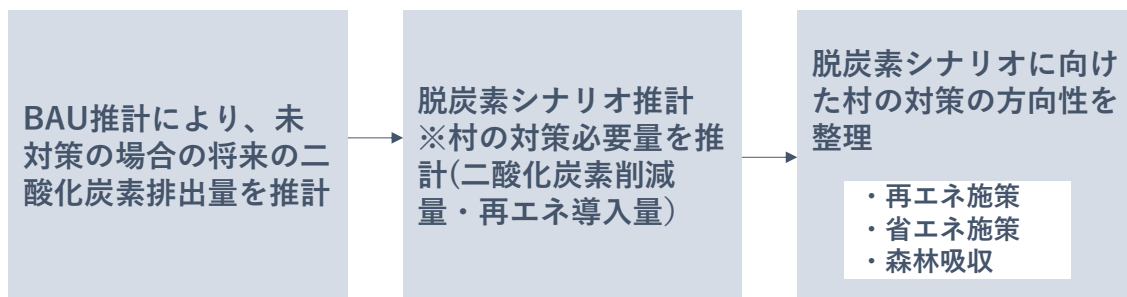 BAU推計により、未
対策の場合の将来の二
酸化炭素排出量を推計
脱炭素シナリオ推計
※村の対策必要量を推
計(二酸化炭素削減
量・再エネ導入量）
脱炭素シナリオに向け
た村の対策の方向性を
整理
・再エネ施策
・省エネ施策
・森林吸収